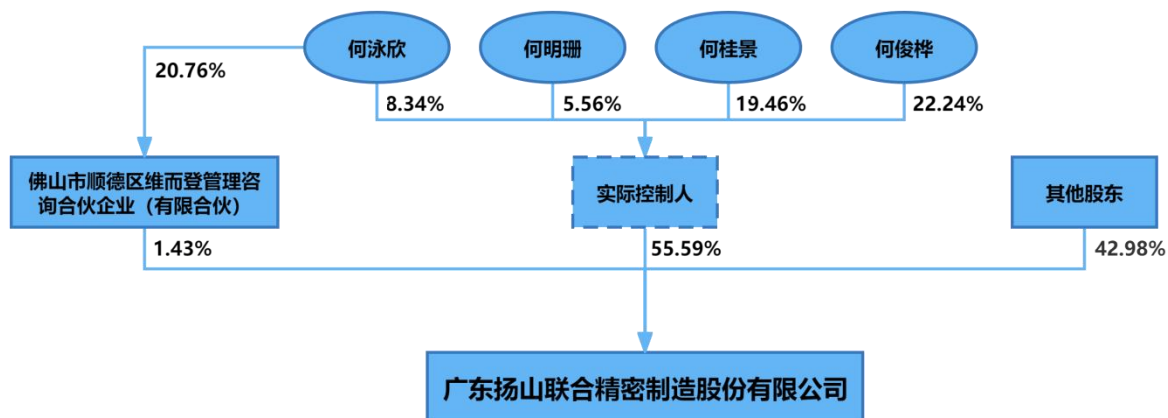 何泳欣
何明珊
何桂景
何俊桦
20.76%
8.34%
5.56%
19.46%
22.24%
佛山市顺德区维而登管理咨
询合伙企业（有限合伙）
实际控制人
其他股东
1.43%
55.59%
42.98%
广东扬山联合精密制造股份有限公司